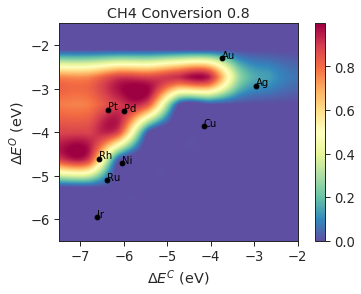 CH4 Conversion 0.8
ΔE^O (eV)
−2
−3
−4
−5
−6
Au
Ag
Pt
Pd
Cu
Rh
Ni
Ru
Ir
−7
−6
−5
−4
−3
−2
ΔE^C (eV)
0.8
0.6
0.4
0.2
0.0